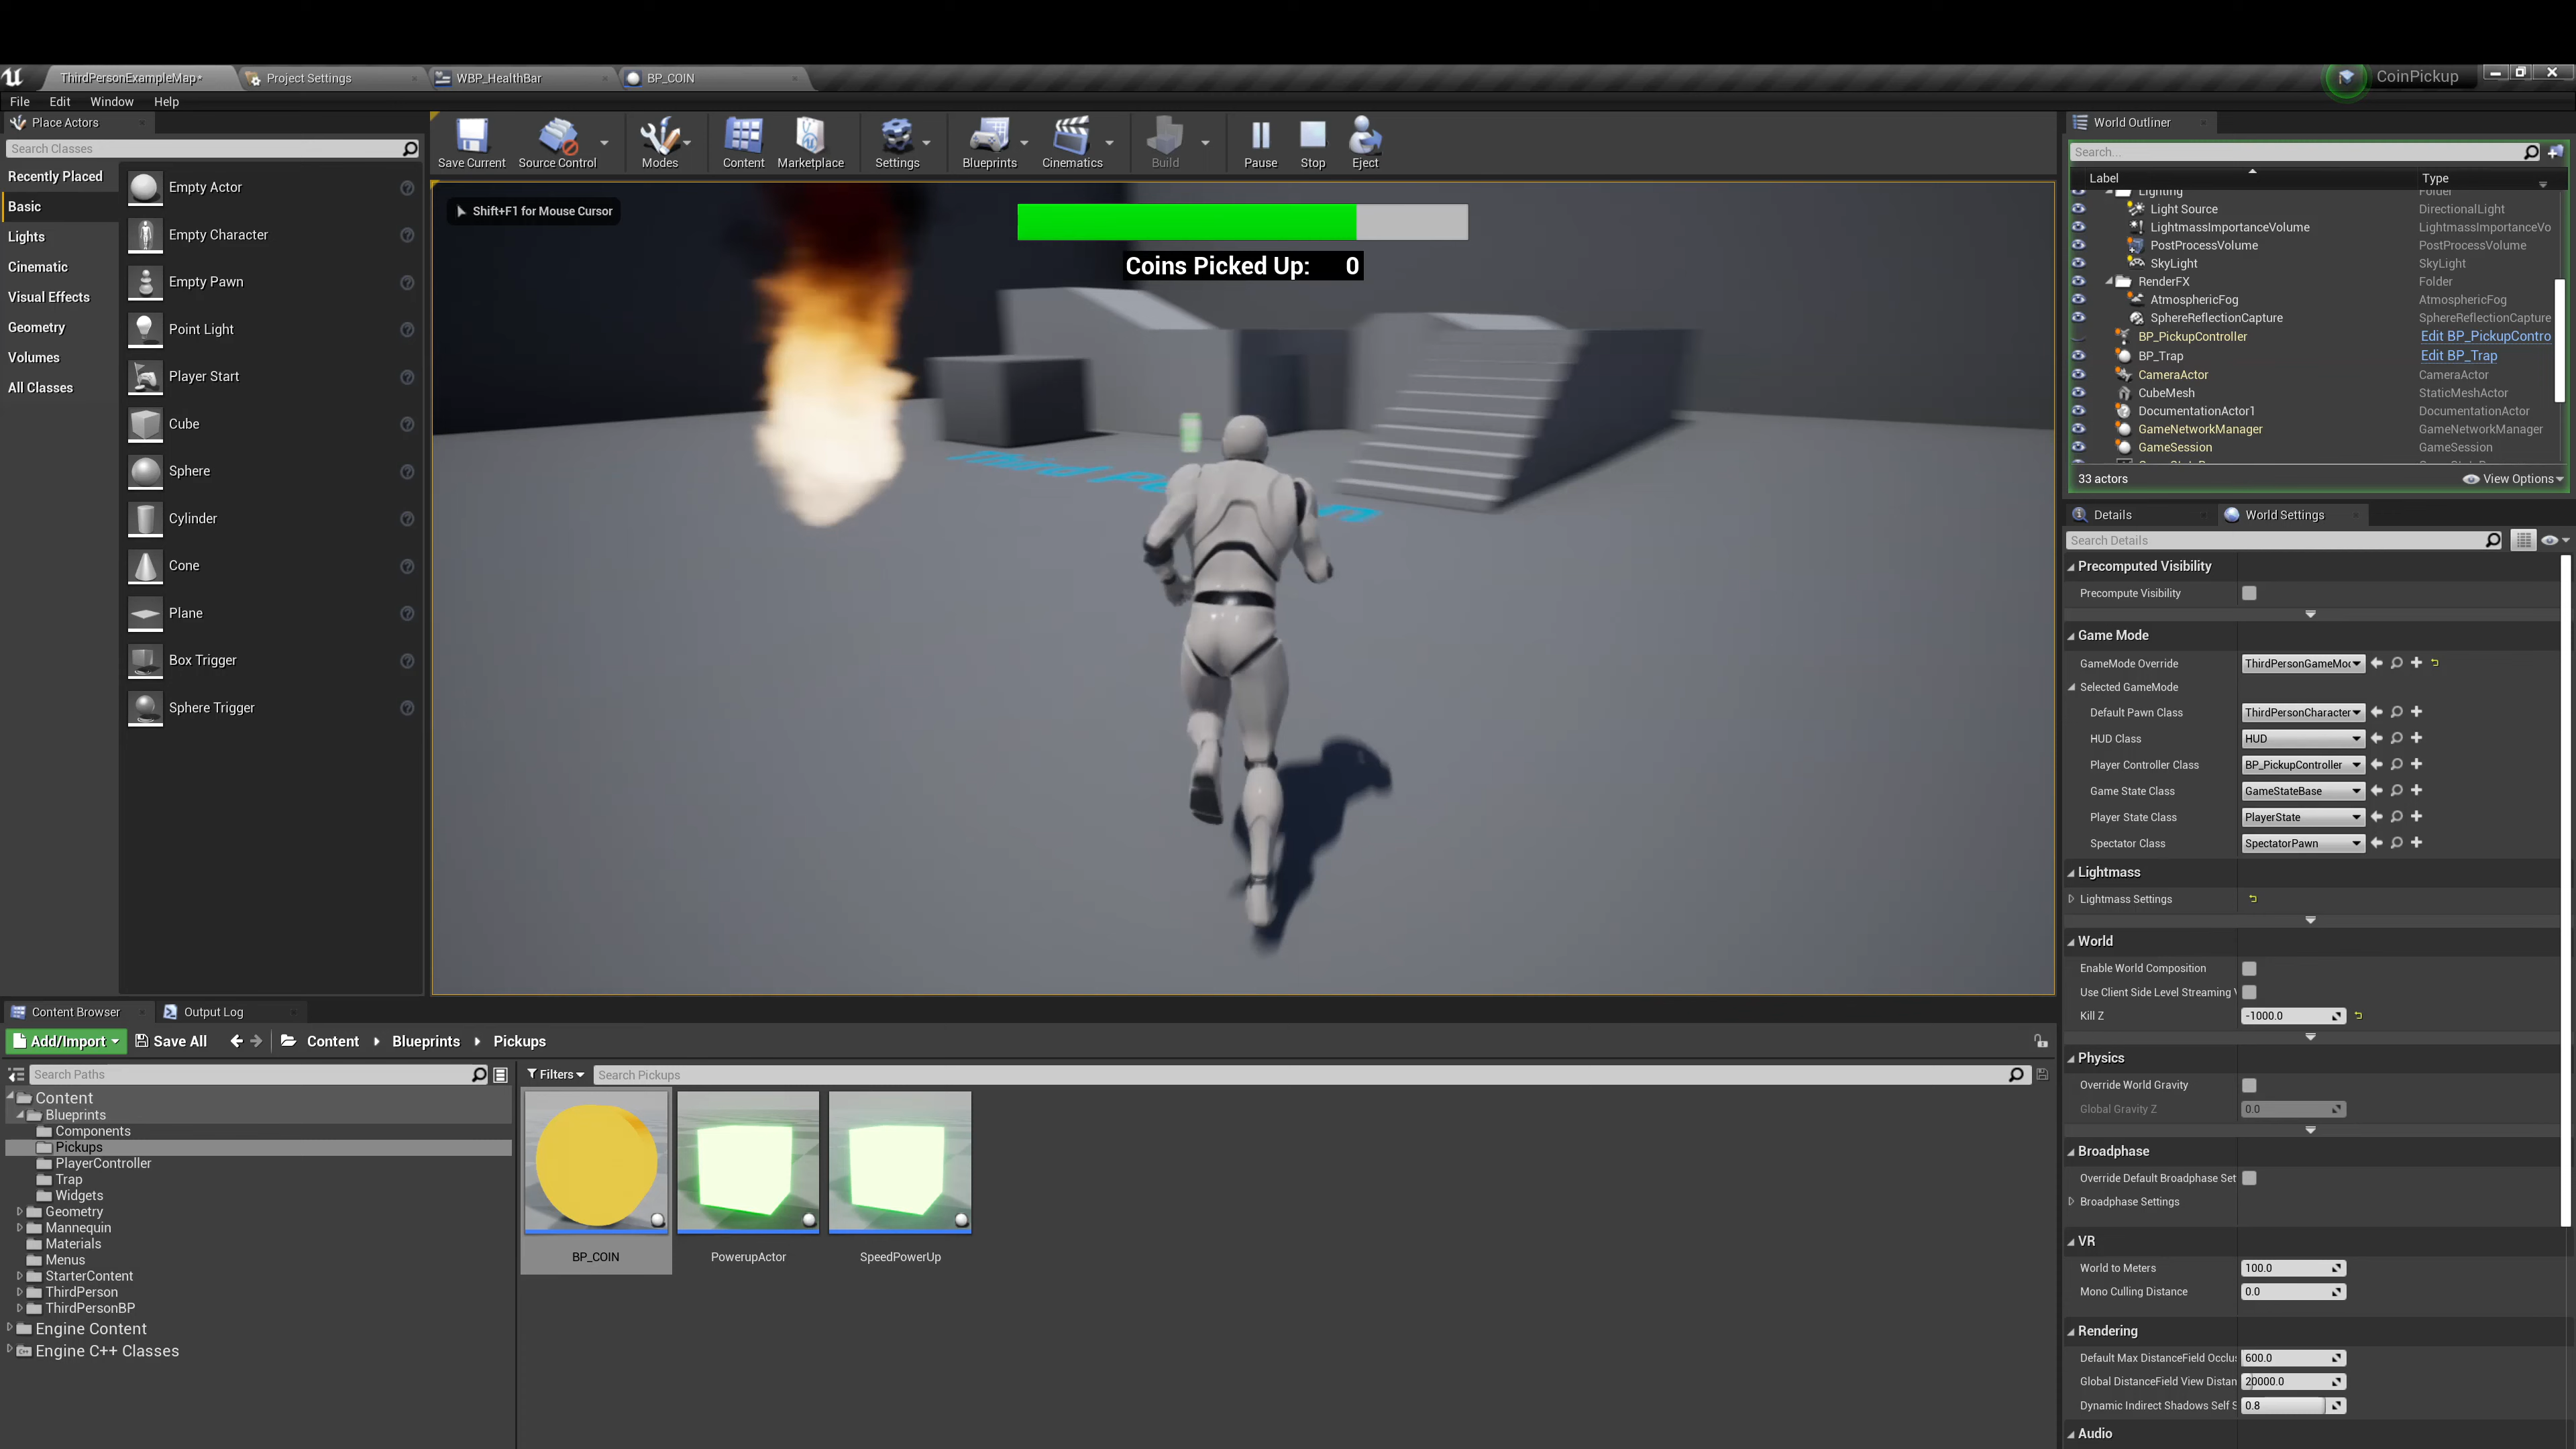 ThirdPersonExampleMap*
Project Settings
WBP_HealthBar
BP_COIN
CoinPickup
File Edit Window Help
Place Actors
Search Classes
Recently Placed
Basic
Lights
Cinematic
Visual Effects
Geometry
Volumes
All Classes
Empty Actor
Empty Character
Empty Pawn
Point Light
Player Start
Cube
Sphere
Cylinder
Cone
Plane
Box Trigger
Sphere Trigger
Save Current
Source Control
Modes
Content
Marketplace
Settings
Blueprints
Cinematics
Build
Pause
Stop
Eject
Shift+F1 for Mouse Cursor
Coins Picked Up: 0
World Outliner
Search...
Label Type
Lighting Folder
Light Source DirectionalLight
LightmassImportanceVolume LightmassImportanceVo
PostProcessVolume PostProcessVolume
SkyLight SkyLight
RenderFX Folder
AtmosphericFog AtmosphericFog
SphereReflectionCapture SphereReflectionCapture
BP_PickupController Edit BP_PickupContro
BP_Trap Edit BP_Trap
CameraActor CameraActor
CubeMesh StaticMeshActor
DocumentationActor1 DocumentationActor
GameNetworkManager GameNetworkManager
GameSession GameSession
33 actors View Options
Details World Settings
Search Details
Precomputed Visibility
Precompute Visibility
Game Mode
GameMode Override ThirdPersonGameMo
Selected GameMode
Default Pawn Class ThirdPersonCharacter
HUD Class HUD
Player Controller Class BP_PickupController
Game State Class GameStateBase
Player State Class PlayerState
Spectator Class SpectatorPawn
Lightmass
Lightmass Settings
World
Enable World Composition
Use Client Side Level Streaming V
Kill Z -1000.0
Physics
Override World Gravity
Global Gravity Z 0.0
Broadphase
Override Default Broadphase Set
Broadphase Settings
VR
World to Meters 100.0
Mono Culling Distance 0.0
Rendering
Default Max DistanceField Occlus 600.0
Global DistanceField View Distan 20000.0
Dynamic Indirect Shadows Self S 0.8
Audio
Content Browser
Output Log
Add/Import Save All Content Blueprints Pickups
Search Paths
Filters Search Pickups
Content
Blueprints
Components
Pickups
PlayerController
Trap
Widgets
Geometry
Mannequin
Materials
Menus
StarterContent
ThirdPerson
ThirdPersonBP
Engine Content
Engine C++ Classes
BP_COIN
PowerupActor
SpeedPowerUp